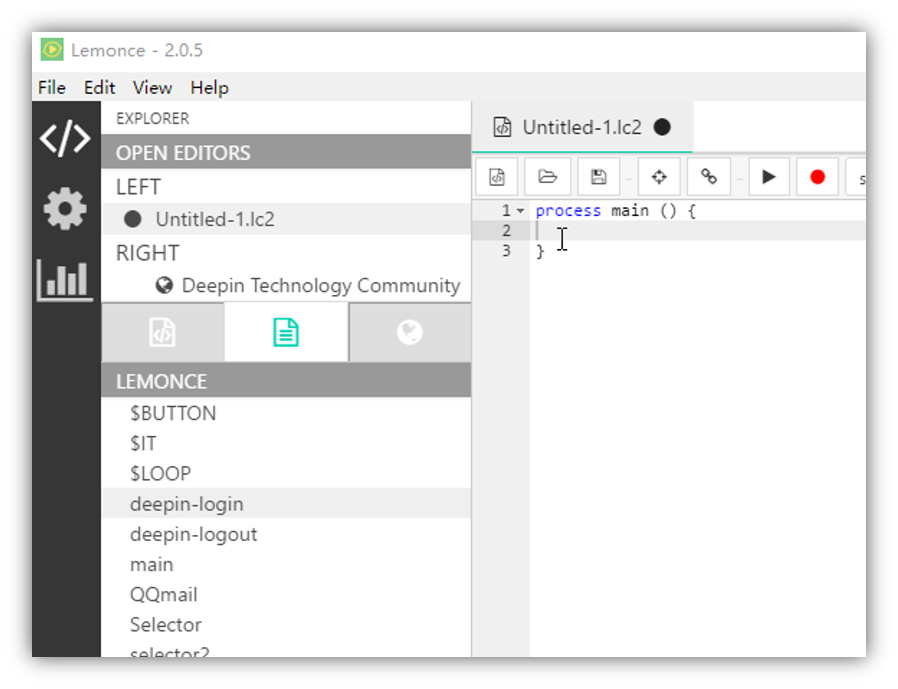 Lemonce - 2.0.5
File Edit View Help
EXPLORER
OPEN EDITORS
LEFT
Untitled-1.lc2
RIGHT
Deepin Technology Community
LEMONCE
$BUTTON
$IT
$LOOP
deepin-login
deepin-logout
main
QQmail
Selector
selector2
Untitled-1.lc2
s
1 process main () {
2
3 }